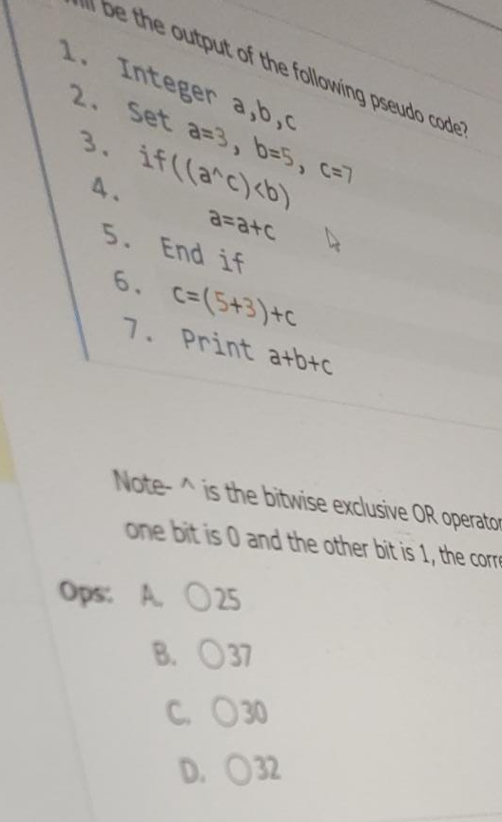 be the output of the following pseudo code?
1. Integer a,b,c
2. Set a=3, b=5, c=7
3. if((a^c)<b)
4. a=a+c
5. End if
6. c=(5+3)+c
7. Print a+b+c
Note- ^ is the bitwise exclusive OR operator
one bit is 0 and the other bit is 1, the corre
Ops: A. 25
B. 37
C. 30
D. 32